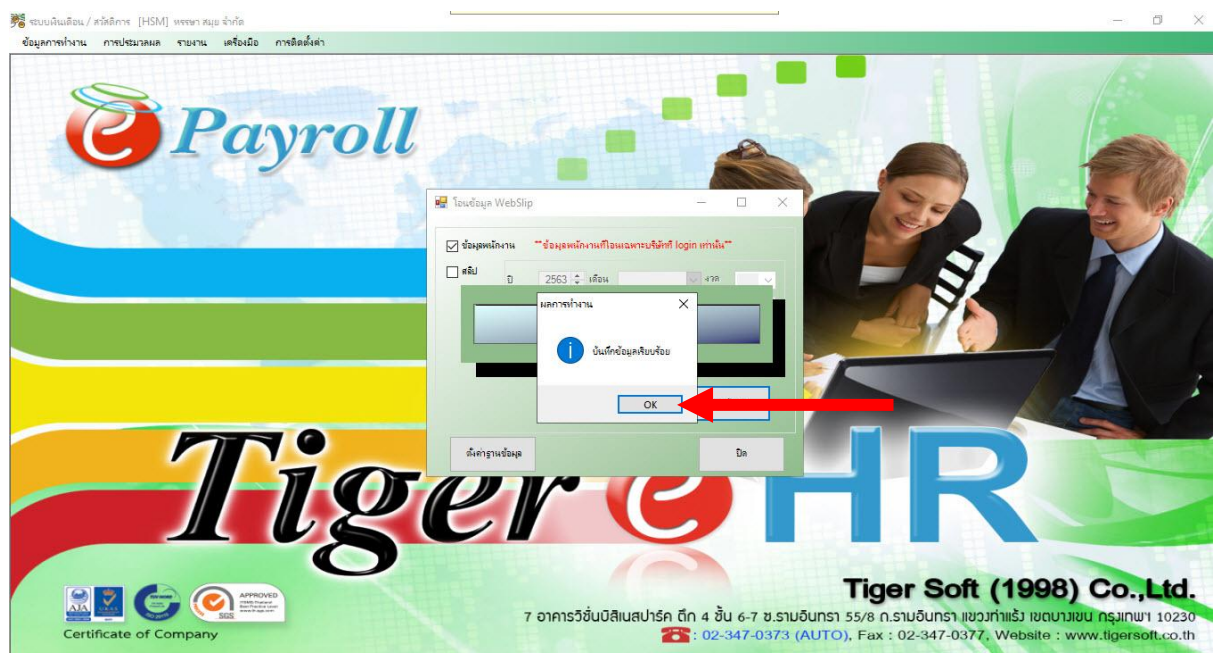 ระบบเงินเดือน / สวัสดิการ [HSM] หรรษา สมุย จำกัด
ข้อมูลการทำงาน การประมวลผล รายงาน เครื่องมือ การติดตั้งค่า
e Payroll
โอนข้อมูล WebSlip
ข้อมูลพนักงาน **ข้อมูลพนักงานที่โอนเฉพาะบริษัทที่ login เท่านั้น**
สลิป ปี 2563 เดือน งวด
ผลการทำงาน
บันทึกข้อมูลเรียบร้อย
OK
ตั้งค่าฐานข้อมูล ปิด
Tiger e HR
Tiger Soft (1998) Co.,Ltd.
7 อาคารวิชั่นบิสิเนสปาร์ค ตึก 4 ชั้น 6-7 ซ.รามอินทรา 55/8 ถ.รามอินทรา แขวงท่าแร้ง เขตบางเขน กรุงเทพฯ 10230
: 02-347-0373 (AUTO), Fax : 02-347-0377, Website : www.tigersoft.co.th
AJA
SGS
APPROVED
Certificate of Company